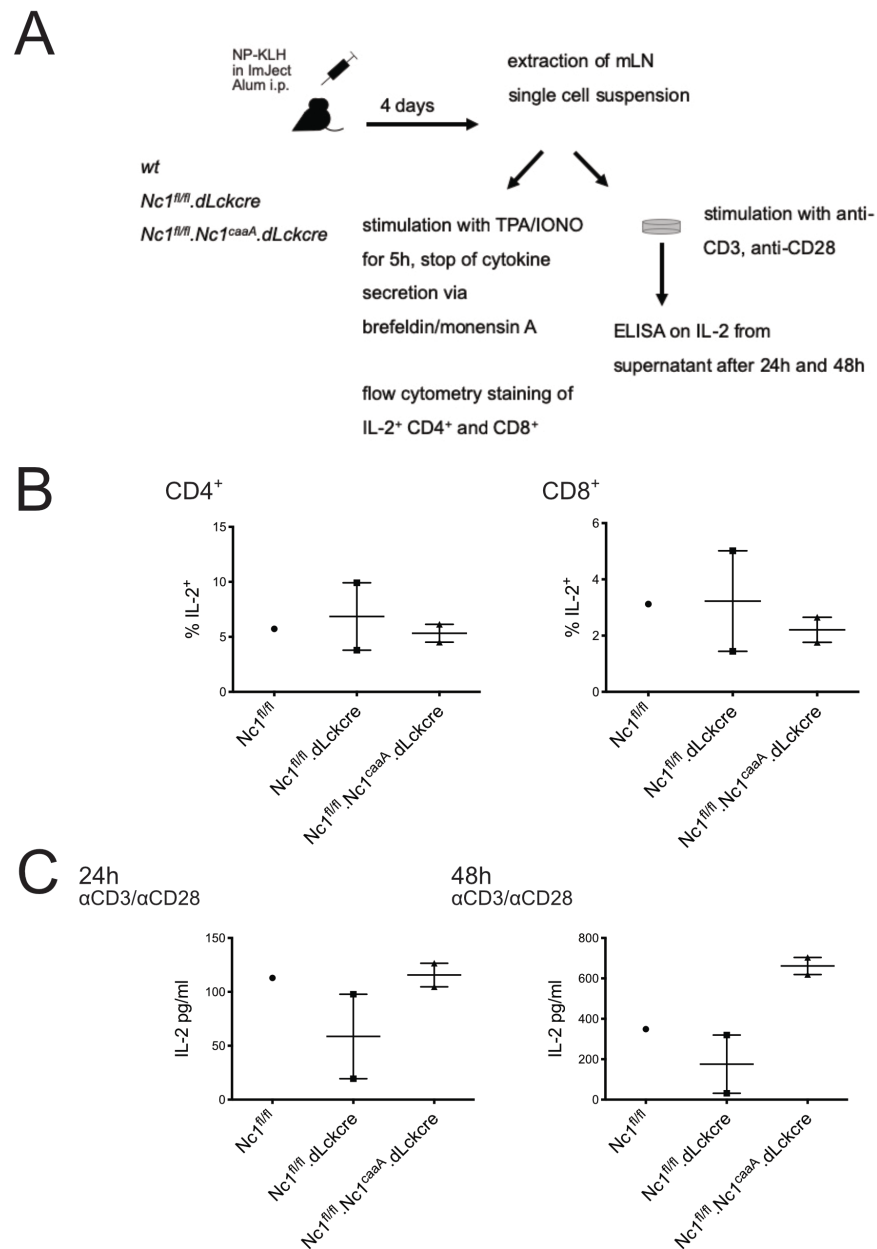 A
NP-KLH
in ImJect
Alum i.p.
4 days
extraction of mLN
single cell suspension
wt
Nc1fl/fl.dLckcre
Nc1fl/fl.Nc1caaA.dLckcre
stimulation with TPA/IONO
for 5h, stop of cytokine
secretion via
brefeldin/monensin A
flow cytometry staining of
IL-2+ CD4+ and CD8+
stimulation with anti-
CD3, anti-CD28
ELISA on IL-2 from
supernatant after 24h and 48h
B
CD4+
% IL-2+
15
10
5
0
Nc1fl/fl
Nc1fl/fl.dLckcre
Nc1fl/fl.Nc1caaA.dLckcre
CD8+
% IL-2+
6
4
2
0
Nc1fl/fl
Nc1fl/fl.dLckcre
Nc1fl/fl.Nc1caaA.dLckcre
C
24h
αCD3/αCD28
IL-2 pg/ml
150
100
50
0
Nc1fl/fl
Nc1fl/fl.dLckcre
Nc1fl/fl.Nc1caaA.dLckcre
48h
αCD3/αCD28
IL-2 pg/ml
800
600
400
200
0
Nc1fl/fl
Nc1fl/fl.dLckcre
Nc1fl/fl.Nc1caaA.dLckcre